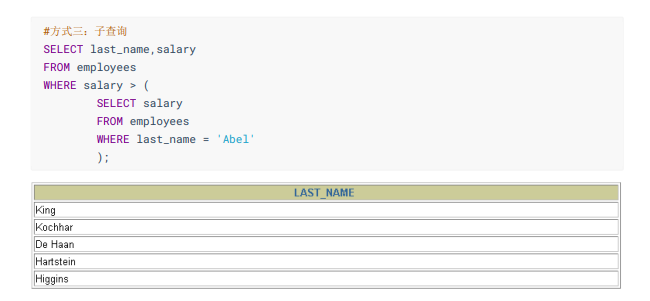 #方式三：子查询
SELECT last_name,salary
FROM employees
WHERE salary > (
SELECT salary
FROM employees
WHERE last_name = 'Abel'
);
LAST_NAME
King
Kochhar
De Haan
Hartstein
Higgins